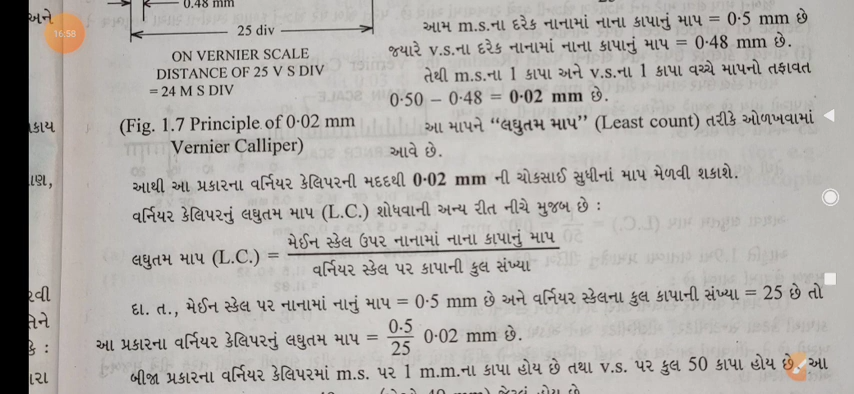 અને
0.48 mm
16:58
25 div
ON VERNIER SCALE
DISTANCE OF 25 V S DIV
= 24 M S DIV
(Fig. 1.7 Principle of 0·02 mm
Vernier Calliper)
આમ m.s.ના દરેક નાનામાં નાના કાપાનું માપ = 0·5 mm છે
જ્યારે v.s.ના દરેક નાનામાં નાના કાપાનું માપ = 0·48 mm છે.
તેથી m.s.ના 1 કાપા અને v.s.ના 1 કાપા વચ્ચે માપનો તફાવત
0·50 – 0·48 = 0·02 mm છે.
આ માપને “લઘુતમ માપ” (Least count) તરીકે ઓળખવામાં
આવે છે.
આથી આ પ્રકારના વર્નિયર કેલિપરની મદદથી 0·02 mm ની ચોકસાઈ સુધીનાં માપ મેળવી શકાશે.
વર્નિયર કેલિપરનું લઘુતમ માપ (L.C.) શોધવાની અન્ય રીત નીચે મુજબ છે :
લઘુતમ માપ (L.C.) = મેઈન સ્કેલ ઉપર નાનામાં નાના કાપાનું માપ
વર્નિયર સ્કેલ પર કાપાની કુલ સંખ્યા
દા. ત., મેઈન સ્કેલ પર નાનામાં નાનું માપ = 0·5 mm છે અને વર્નિયર સ્કેલના કુલ કાપાની સંખ્યા = 25 છે તો
આ પ્રકારના વર્નિયર કેલિપરનું લઘુતમ માપ = 0·5
25 0·02 mm છે.
બીજા પ્રકારના વર્નિયર કેલિપરમાં m.s. પર 1 m.m.ના કાપા હોય છે તથા v.s. પર કુલ 50 કાપા હોય છે. આ